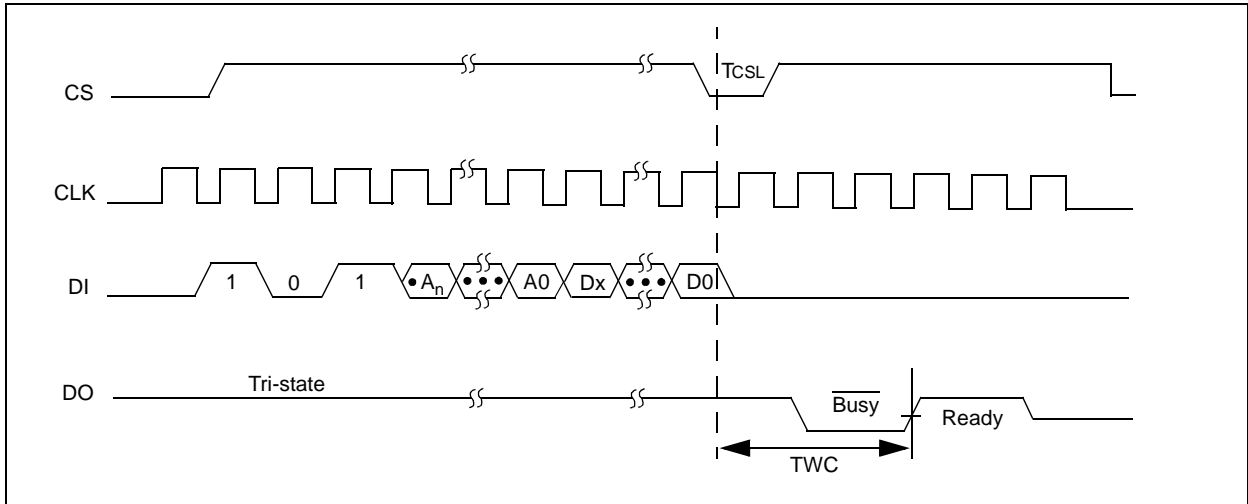 CS
TCSL
CLK
DI
1
0
1
•An
•••
A0
Dx
•••
D0
DO
Tri-state
Busy
Ready
TWC